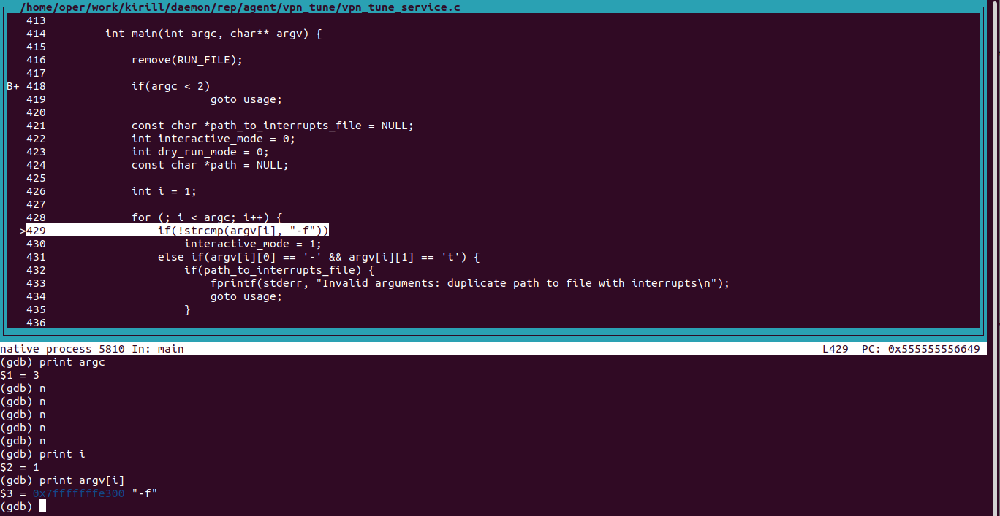 /home/oper/work/kirill/daemon/rep/agent/vpn_tune/vpn_tune_service.c
413
414 int main(int argc, char** argv) {
415
416 remove(RUN_FILE);
417
B+ 418 if(argc < 2)
419 goto usage;
420
421 const char *path_to_interrupts_file = NULL;
422 int interactive_mode = 0;
423 int dry_run_mode = 0;
424 const char *path = NULL;
425
426 int i = 1;
427
428 for (; i < argc; i++) {
>429 if(!strcmp(argv[i], "-f"))
430 interactive_mode = 1;
431 else if(argv[i][0] == '-' && argv[i][1] == 't') {
432 if(path_to_interrupts_file) {
433 fprintf(stderr, "Invalid arguments: duplicate path to file with interrupts\n");
434 goto usage;
435 }
436
native process 5810 In: main L429 PC: 0x555555556649
(gdb) print argc
$1 = 3
(gdb) n
(gdb) n
(gdb) n
(gdb) n
(gdb) n
(gdb) print i
$2 = 1
(gdb) print argv[i]
$3 = 0x7fffffffe300 "-f"
(gdb)